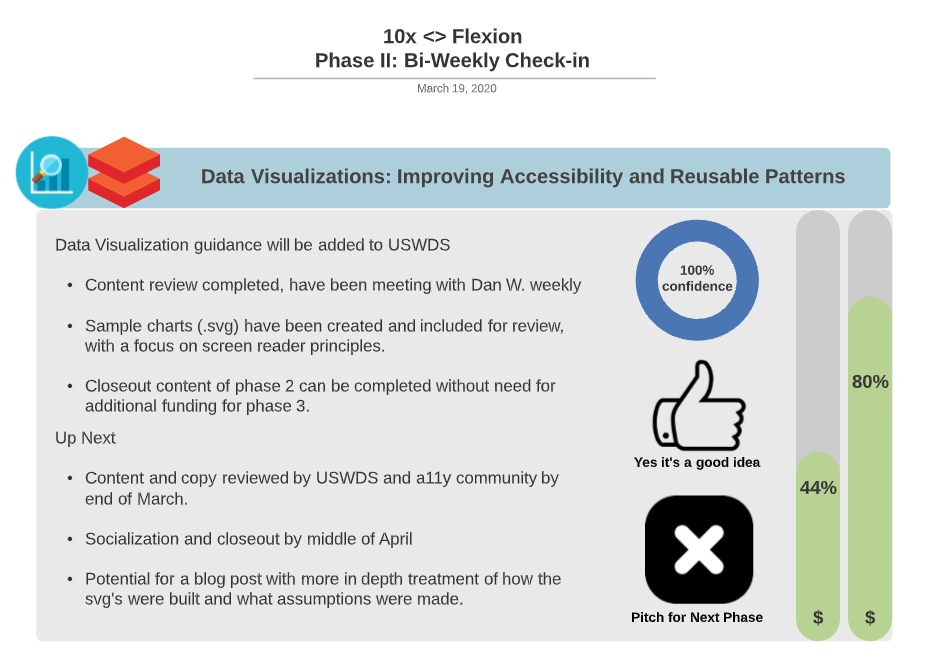 10x <> Flexion
Phase II: Bi-Weekly Check-in
March 19, 2020
Data Visualizations: Improving Accessibility and Reusable Patterns
Data Visualization guidance will be added to USWDS
• Content review completed, have been meeting with Dan W. weekly
• Sample charts (.svg) have been created and included for review,
with a focus on screen reader principles.
• Closeout content of phase 2 can be completed without need for
additional funding for phase 3.
Up Next
• Content and copy reviewed by USWDS and a11y community by
end of March.
• Socialization and closeout by middle of April
• Potential for a blog post with more in depth treatment of how the
svg's were built and what assumptions were made.
100%
confidence
Yes it's a good idea
Pitch for Next Phase
44%
$
80%
$